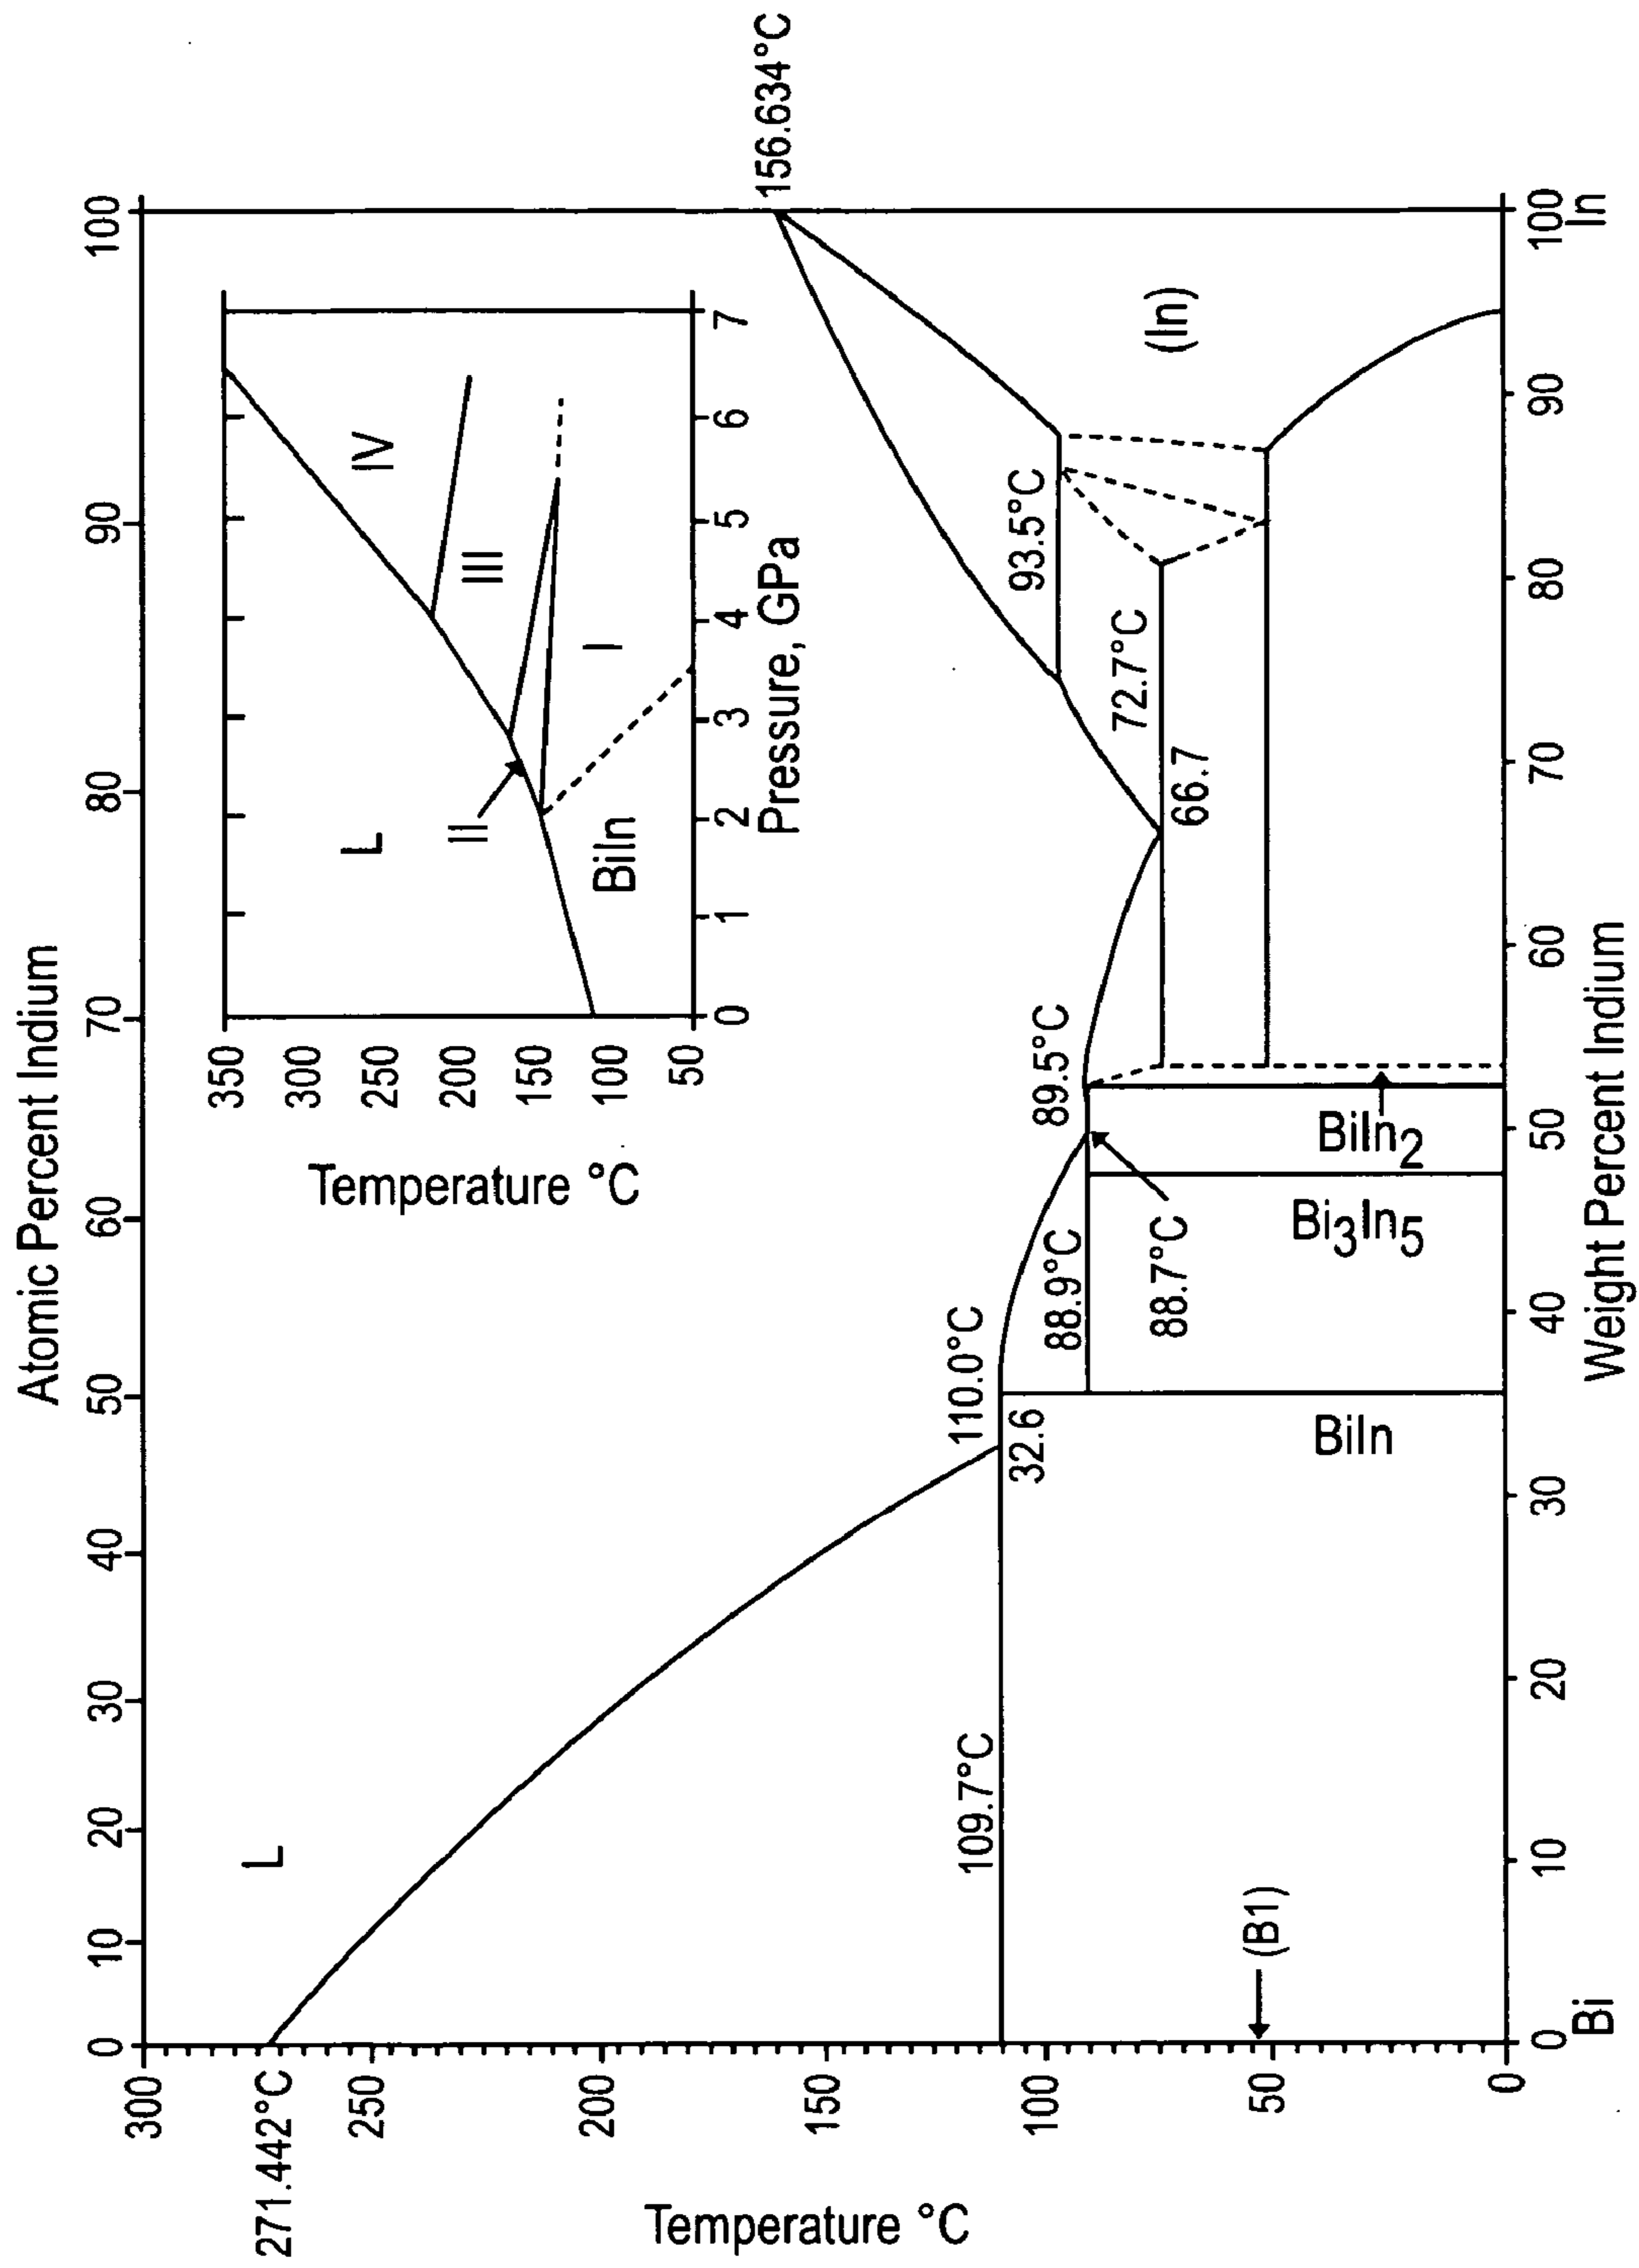 Atomic Percent Indium
0 10 20 30 40 50 60 70 80 90 100
300
271.442°C
250
200
150
100
50
0
Temperature °C
L
109.7°C
110.0°C
32.6
88.9°C
88.7°C
89.5°C
72.7°C
66.7
93.5°C
156.634°C
(In)
(B1)
BiIn
Bi3In5
BiIn2
Temperature °C
350
300
250
200
150
100
50
L
IV
III
II
I
BiIn
0 1 2 3 4 5 6 7
Pressure, GPa
0 10 20 30 40 50 60 70 80 90 100
Bi
In
Weight Percent Indium